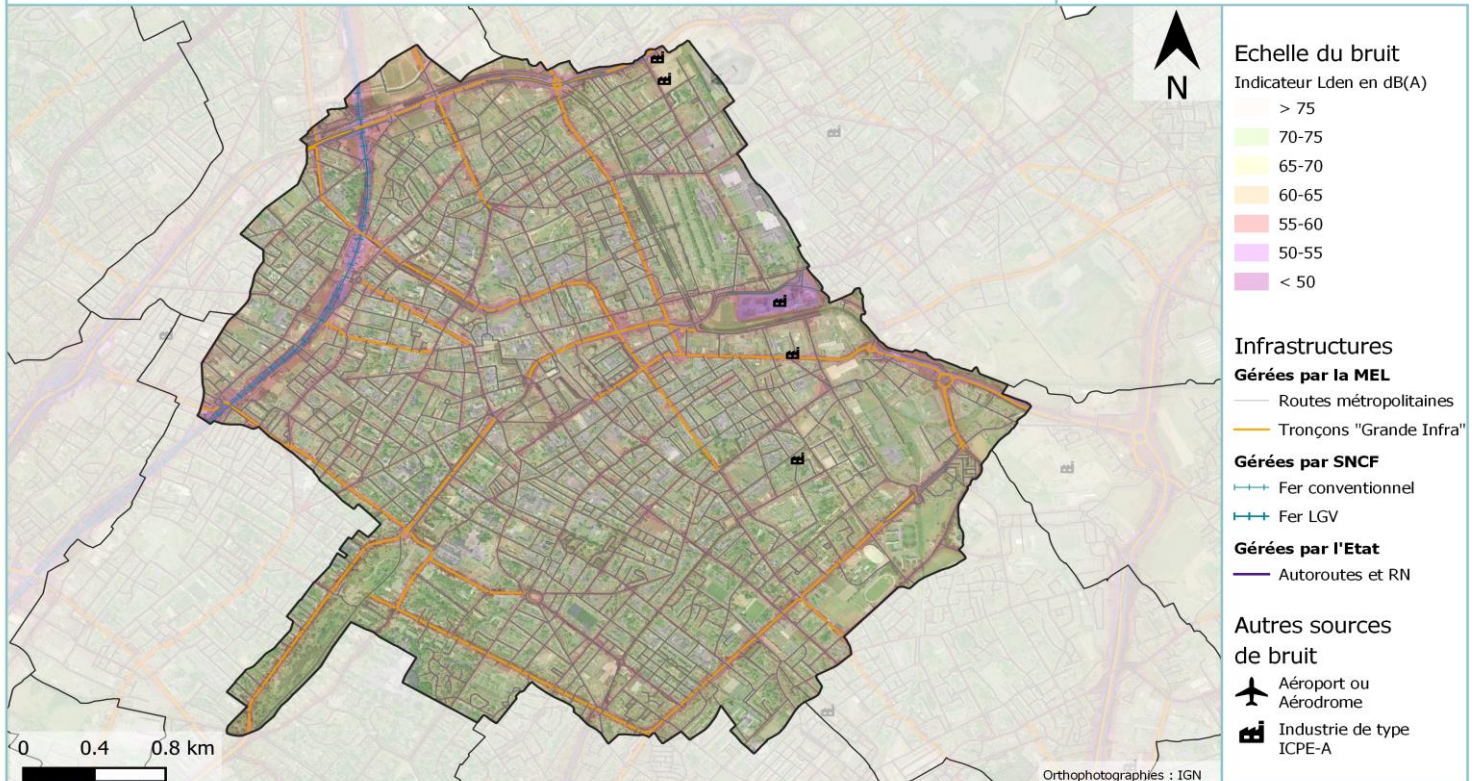 N
0 0.4 0.8 km
Orthophotographies : IGN
Echelle du bruit
Indicateur Lden en dB(A)
> 75
70-75
65-70
60-65
55-60
50-55
< 50
Infrastructures
Gérées par la MEL
Routes métropolitaines
Tronçons "Grande Infra"
Gérées par SNCF
Fer conventionnel
Fer LGV
Gérées par l'Etat
Autoroutes et RN
Autres sources
de bruit
Aéroport ou
Aérodrome
Industrie de type
ICPE-A